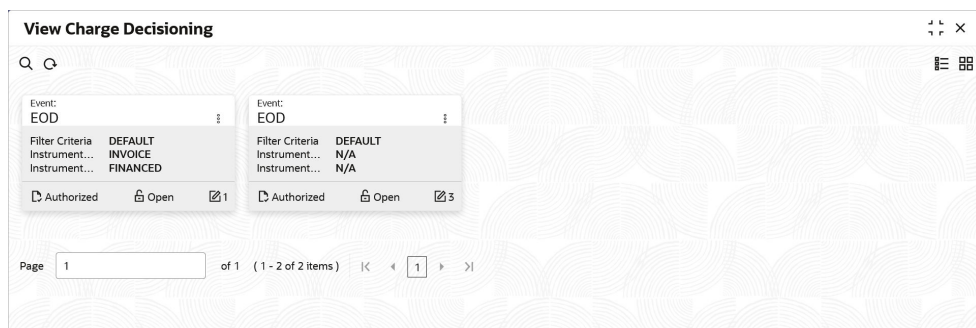 View Charge Decisioning
Event:
EOD
Filter Criteria DEFAULT
Instrument... INVOICE
Instrument... FINANCED
Authorized Open 1
Event:
EOD
Filter Criteria DEFAULT
Instrument... N/A
Instrument... N/A
Authorized Open 3
Page 1 of 1 ( 1 - 2 of 2 items ) 1